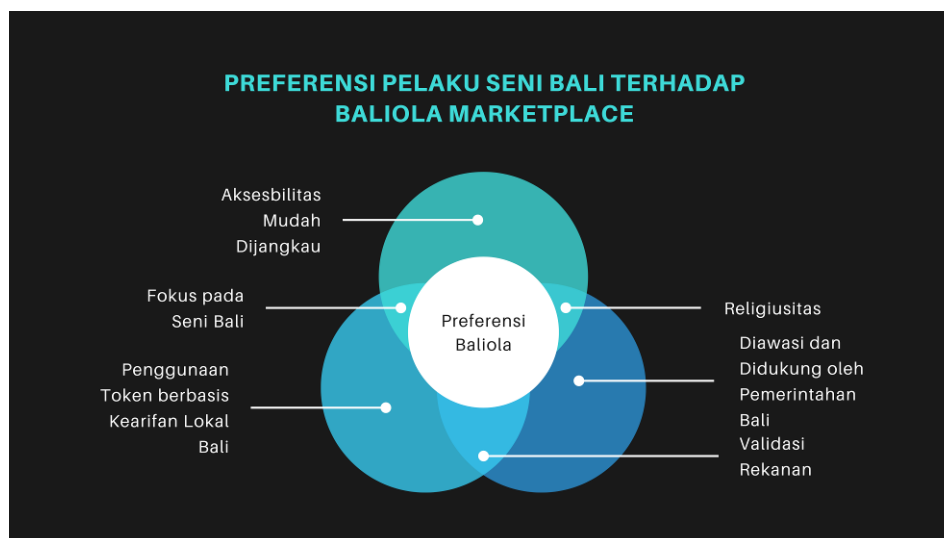 PREFERENSI PELAKU SENI BALI TERHADAP
BALIOLA MARKETPLACE
Aksesbilitas
Mudah
Dijangkau
Fokus pada
Seni Bali
Penggunaan
Token berbasis
Kearifan Lokal
Bali
Preferensi
Baliola
Religiusitas
Diawasi dan
Didukung oleh
Pemerintahan
Bali
Validasi
Rekanan